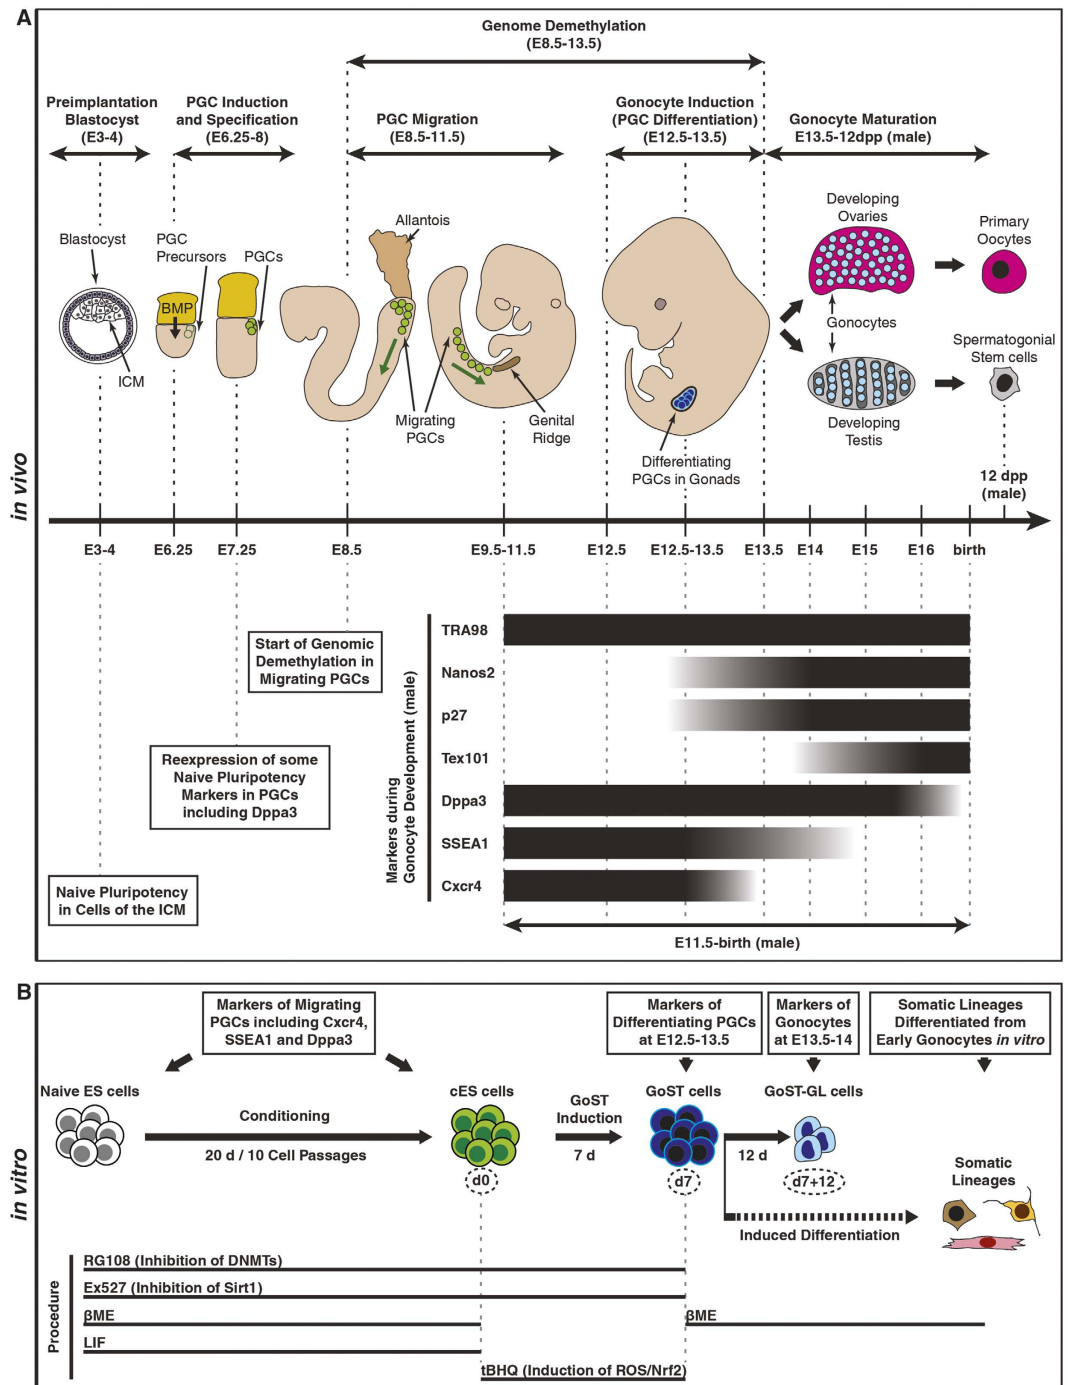 A
Genome Demethylation
(E8.5-13.5)
Preimplantation
Blastocyst
(E3-4)
PGC Induction
and Specification
(E6.25-8)
PGC Migration
(E8.5-11.5)
Gonocyte Induction
(PGC Differentiation)
(E12.5-13.5)
Gonocyte Maturation
E13.5-12dpp (male)
Blastocyst
ICM
PGC
Precursors
BMP
PGCs
Allantois
Migrating
PGCs
Genital
Ridge
Differentiating
PGCs in Gonads
Developing
Ovaries
Gonocytes
Developing
Testis
Primary
Oocytes
Spermatogonial
Stem cells
12 dpp
(male)
in vivo
E3-4
E6.25
E7.25
E8.5
E9.5-11.5
E12.5
E12.5-13.5
E13.5
E14
E15
E16
birth
Start of Genomic
Demethylation in
Migrating PGCs
Reexpression of some
Naive Pluripotency
Markers in PGCs
including Dppa3
Naive Pluripotency
in Cells of the ICM
Markers during
Gonocyte Development (male)
TRA98
Nanos2
p27
Tex101
Dppa3
SSEA1
Cxcr4
E11.5-birth (male)
B
Markers of Migrating
PGCs including Cxcr4,
SSEA1 and Dppa3
Markers of
Differentiating PGCs
at E12.5-13.5
Markers of
Gonocytes
at E13.5-14
Somatic Lineages
Differentiated from
Early Gonocytes in vitro
Naive ES cells
Conditioning
20 d / 10 Cell Passages
cES cells
d0
GoST
Induction
7 d
GoST cells
d7
12 d
GoST-GL cells
d7+12
Induced Differentiation
Somatic
Lineages
in vitro
Procedure
RG108 (Inhibition of DNMTs)
Ex527 (Inhibition of Sirt1)
βME
βME
LIF
tBHQ (Induction of ROS/Nrf2)